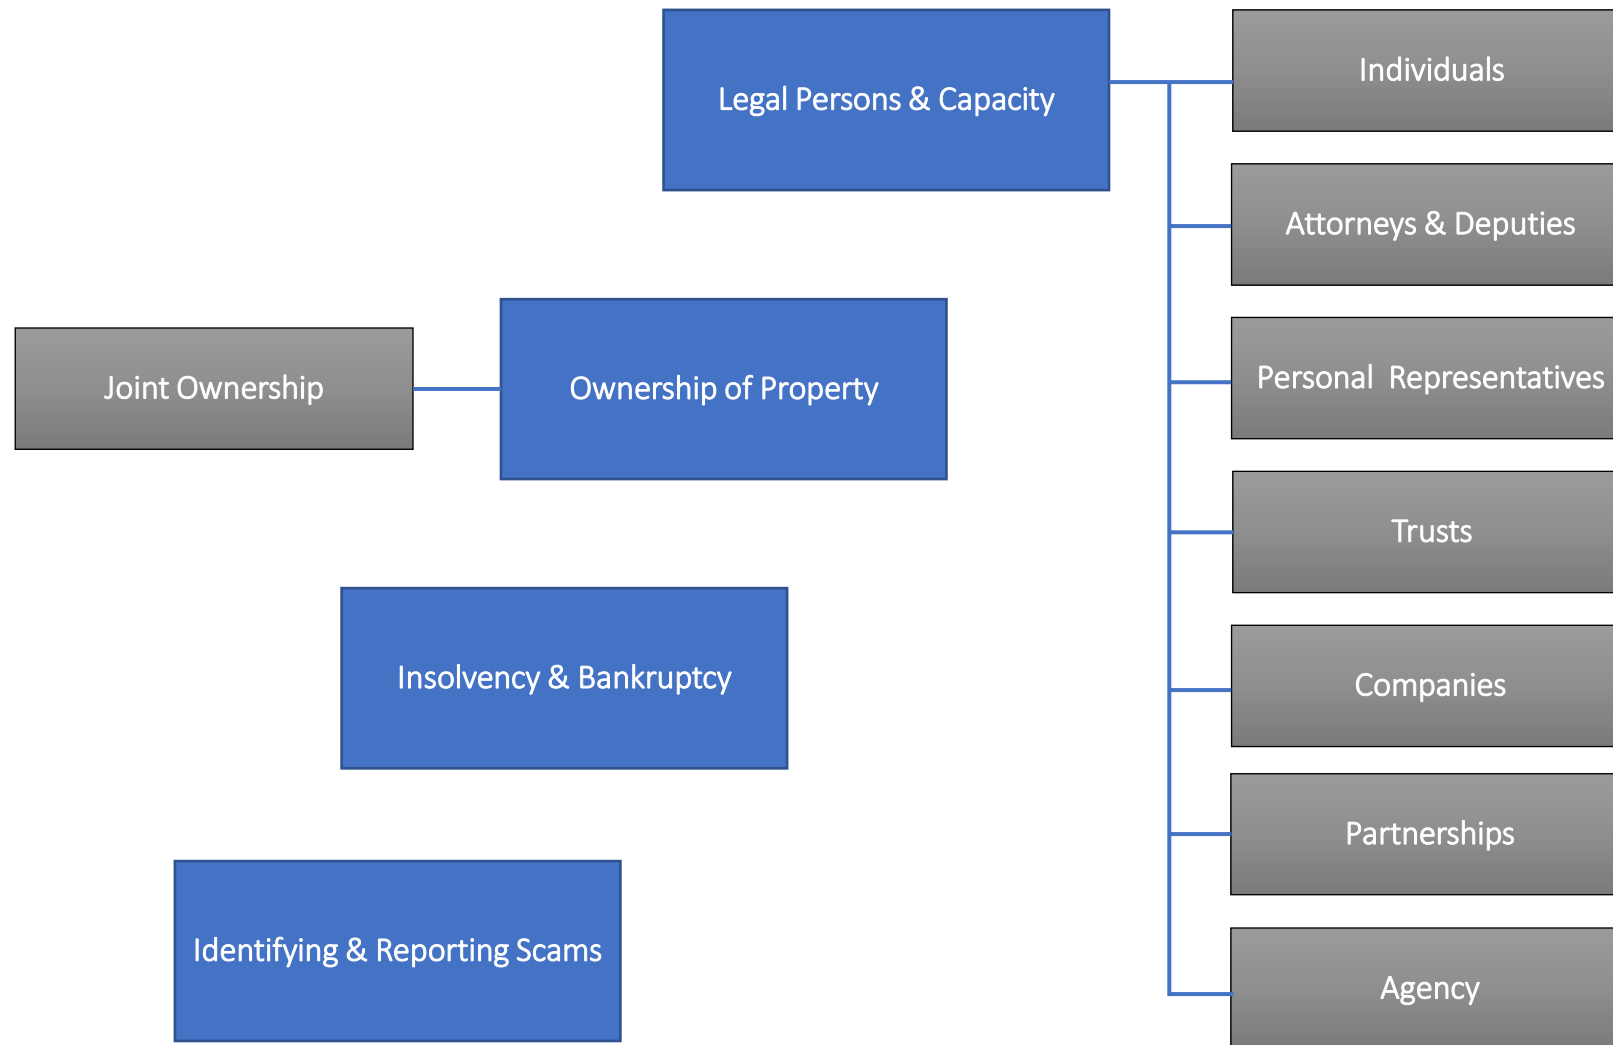 Legal Persons & Capacity
Individuals
Attorneys & Deputies
Personal Representatives
Trusts
Companies
Partnerships
Agency
Joint Ownership
Ownership of Property
Insolvency & Bankruptcy
Identifying & Reporting Scams